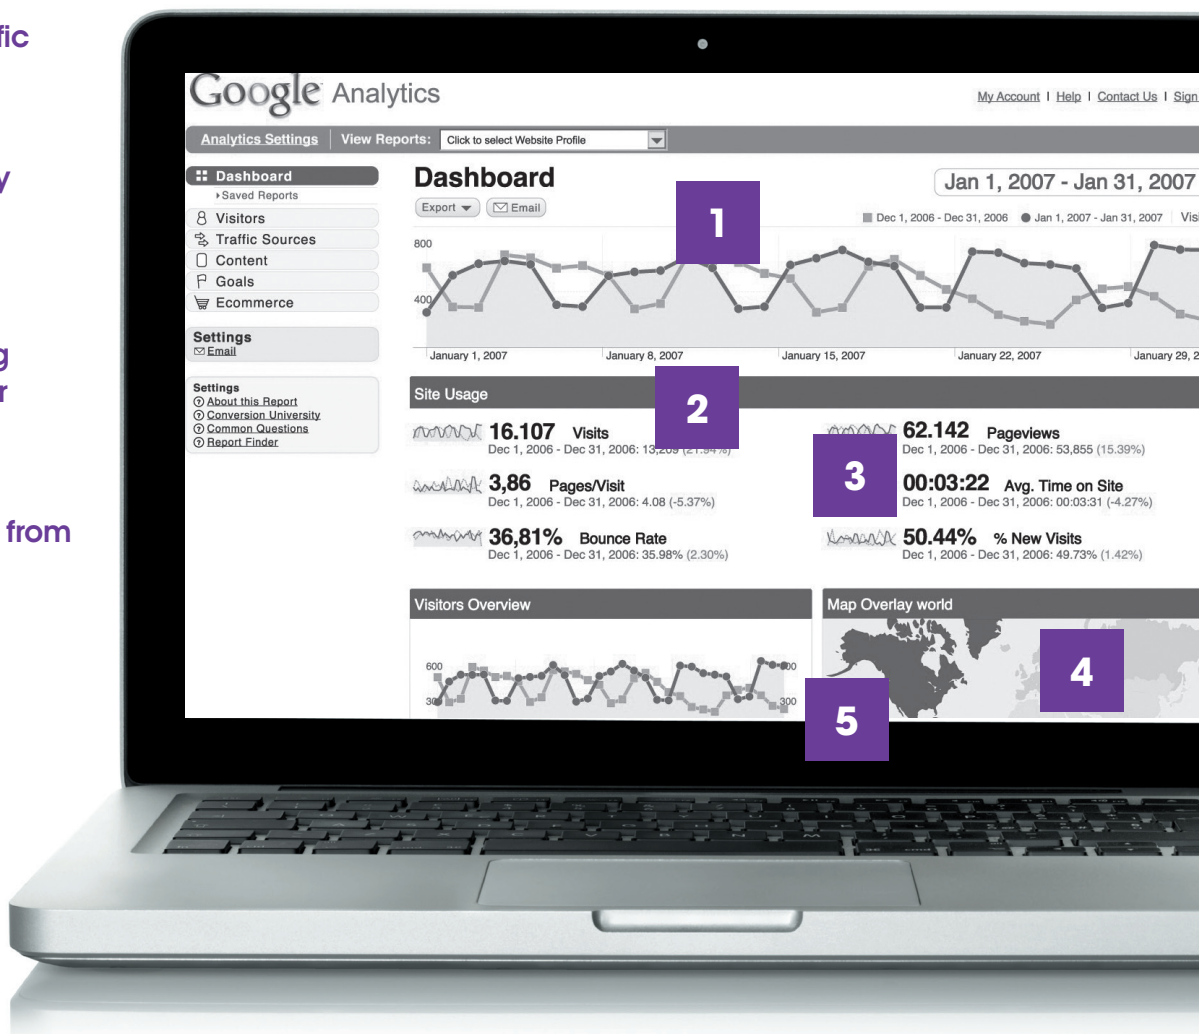 fic
y
g
r
from
Google Analytics
My Account | Help | Contact Us | Sign
Analytics Settings View Reports: Click to select Website Profile
Dashboard
Saved Reports
Visitors
Traffic Sources
Content
Goals
Ecommerce
Settings
Email
Settings
About this Report
Conversion University
Common Questions
Report Finder
Dashboard
Jan 1, 2007 - Jan 31, 2007
Export Email
1
Dec 1, 2006 - Dec 31, 2006 Jan 1, 2007 - Jan 31, 2007 Visi
800
400
January 1, 2007 January 8, 2007 January 15, 2007 January 22, 2007 January 29, 2
Site Usage
2
16.107 Visits
Dec 1, 2006 - Dec 31, 2006: 13,209 (21.94%)
62.142 Pageviews
Dec 1, 2006 - Dec 31, 2006: 53,855 (15.39%)
3
3,86 Pages/Visit
Dec 1, 2006 - Dec 31, 2006: 4.08 (-5.37%)
00:03:22 Avg. Time on Site
Dec 1, 2006 - Dec 31, 2006: 00:03:31 (-4.27%)
36,81% Bounce Rate
Dec 1, 2006 - Dec 31, 2006: 35.98% (2.30%)
50.44% % New Visits
Dec 1, 2006 - Dec 31, 2006: 49.73% (1.42%)
Visitors Overview
600
300
Map Overlay world
4
5